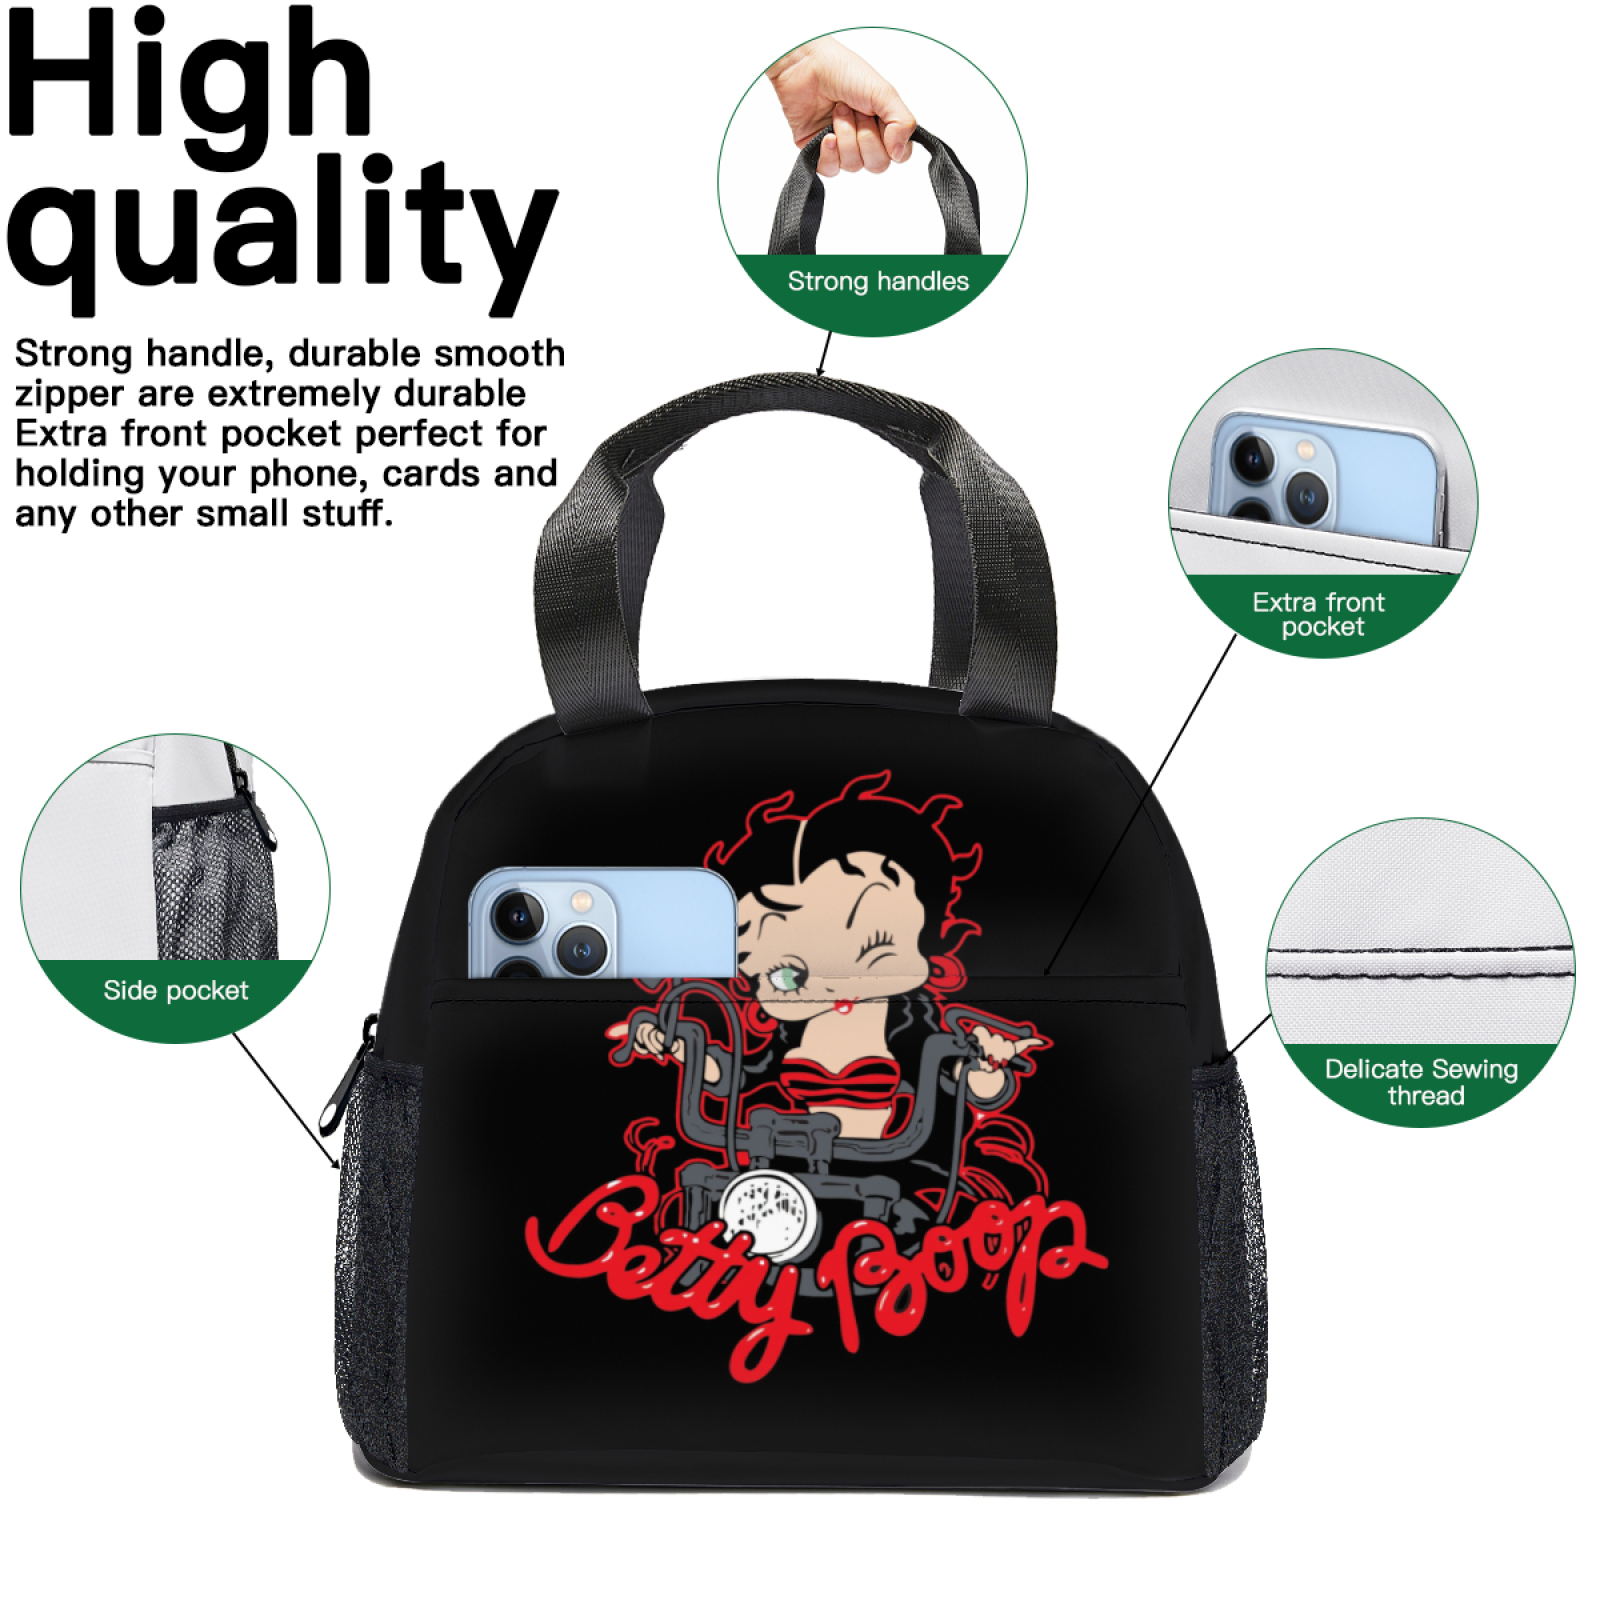 High
quality
Strong handle, durable smooth
zipper are extremely durable
Extra front pocket perfect for
holding your phone, cards and
any other small stuff.
Strong handles
Extra front
pocket
Side pocket
Delicate Sewing
thread
Betty Boop